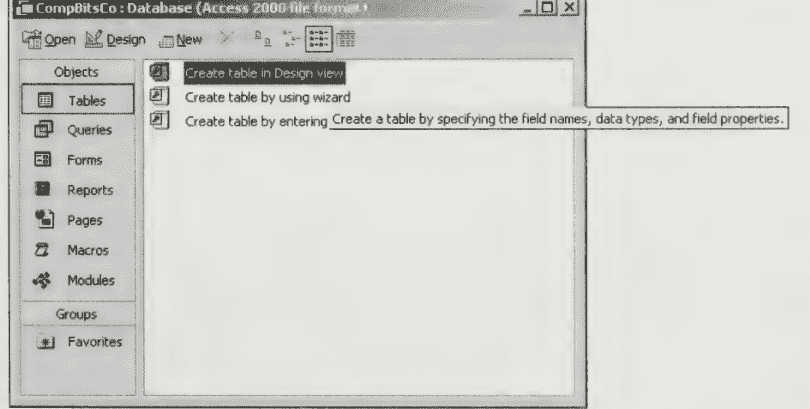 CompBitsCo : Database (Access 2000 file format)
Open Design New
Objects
Tables
Queries
Forms
Reports
Pages
Macros
Modules
Groups
Favorites
Create table in Design view
Create table by using wizard
Create table by entering
Create a table by specifying the field names, data types, and field properties.